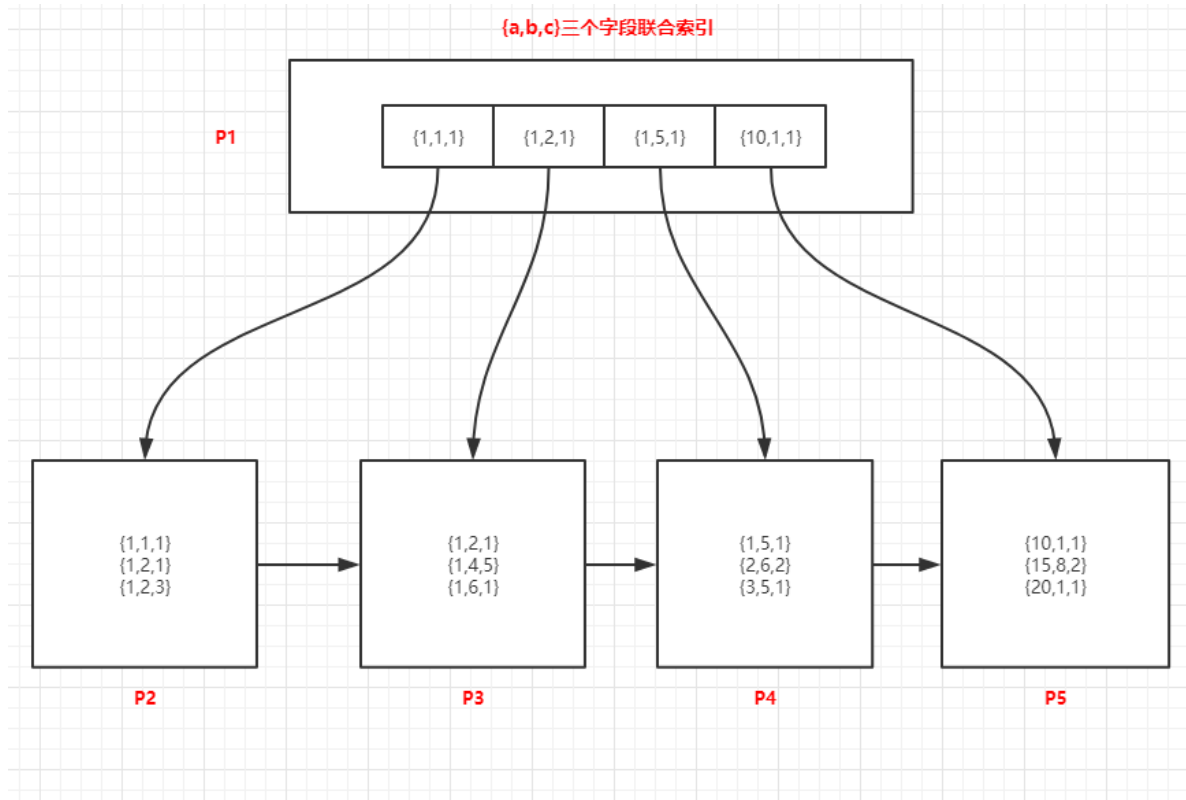 {a,b,c}三个字段联合索引
P1
{1,1,1} {1,2,1} {1,5,1} {10,1,1}
{1,1,1}
{1,2,1}
{1,2,3}
P2
{1,2,1}
{1,4,5}
{1,6,1}
P3
{1,5,1}
{2,6,2}
{3,5,1}
P4
{10,1,1}
{15,8,2}
{20,1,1}
P5